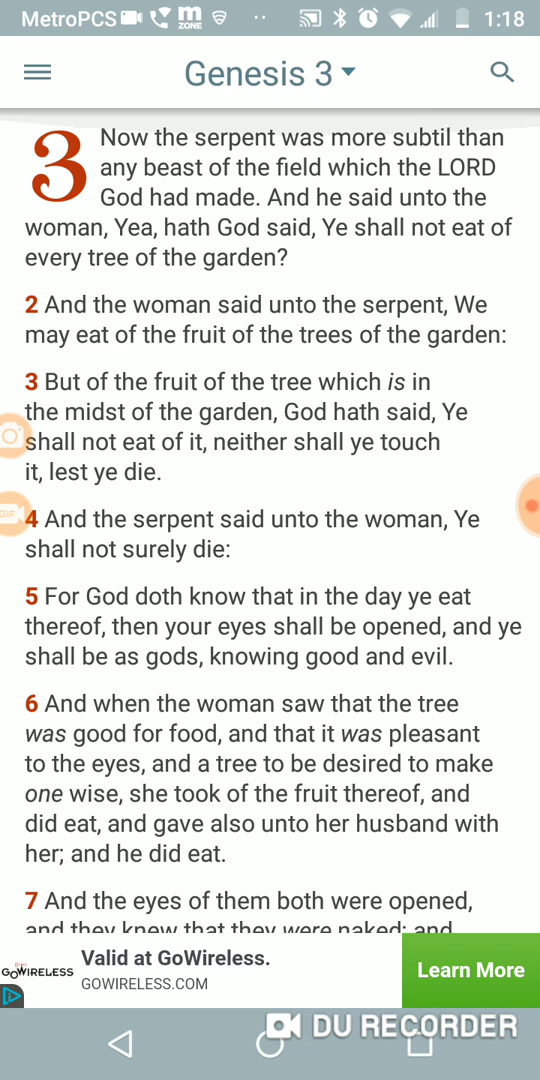 MetroPCS m ZONE 1:18
Genesis 3
3 Now the serpent was more subtil than
any beast of the field which the LORD
God had made. And he said unto the
woman, Yea, hath God said, Ye shall not eat of
every tree of the garden?
2 And the woman said unto the serpent, We
may eat of the fruit of the trees of the garden:
3 But of the fruit of the tree which is in
the midst of the garden, God hath said, Ye
shall not eat of it, neither shall ye touch
it, lest ye die.
GIF
4 And the serpent said unto the woman, Ye
shall not surely die:
5 For God doth know that in the day ye eat
thereof, then your eyes shall be opened, and ye
shall be as gods, knowing good and evil.
6 And when the woman saw that the tree
was good for food, and that it was pleasant
to the eyes, and a tree to be desired to make
one wise, she took of the fruit thereof, and
did eat, and gave also unto her husband with
her; and he did eat.
7 And the eyes of them both were opened,
and they knew that they were naked; and
GOWIRELESS
Valid at GoWireless.
GOWIRELESS.COM
Learn More
DU RECORDER